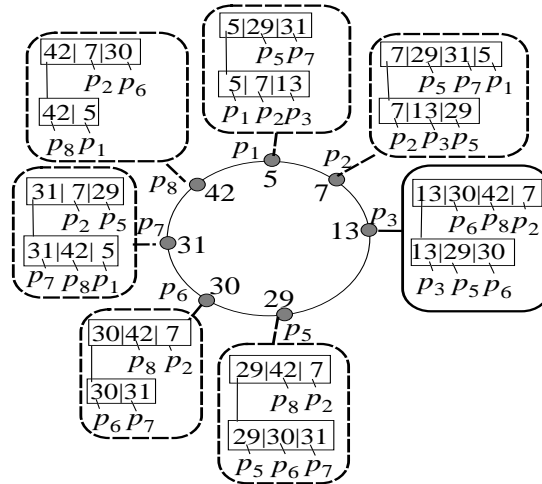 42| 7|30
p2 p6
42| 5
p8 p1
5|29|31
p5 p7
5| 7|13
p1 p2 p3
7|29|31|5
p5 p7 p1
7|13|29
p2 p3 p5
p1
5
p2
7
p8
42
13|30|42| 7
p6 p8 p2
13|29|30
p3 p5 p6
p3
13
31| 7|29
p2 p5
31|42| 5
p7 p8 p1
p7
31
p6
30
29
p5
30|42| 7
p8 p2
30|31
p6 p7
29|42| 7
p8 p2
29|30|31
p5 p6 p7